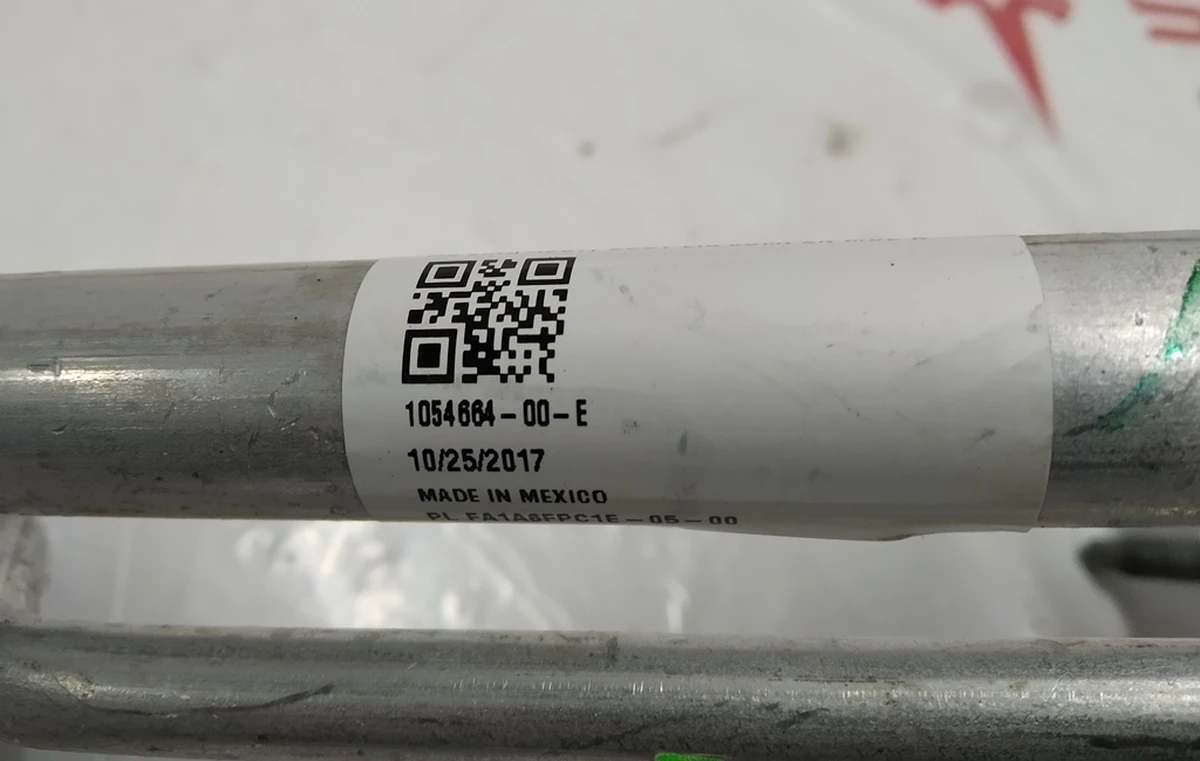 1054664-00-E
10/25/2017
MADE IN MEXICO
PL FA1A6FPC1E-05-00